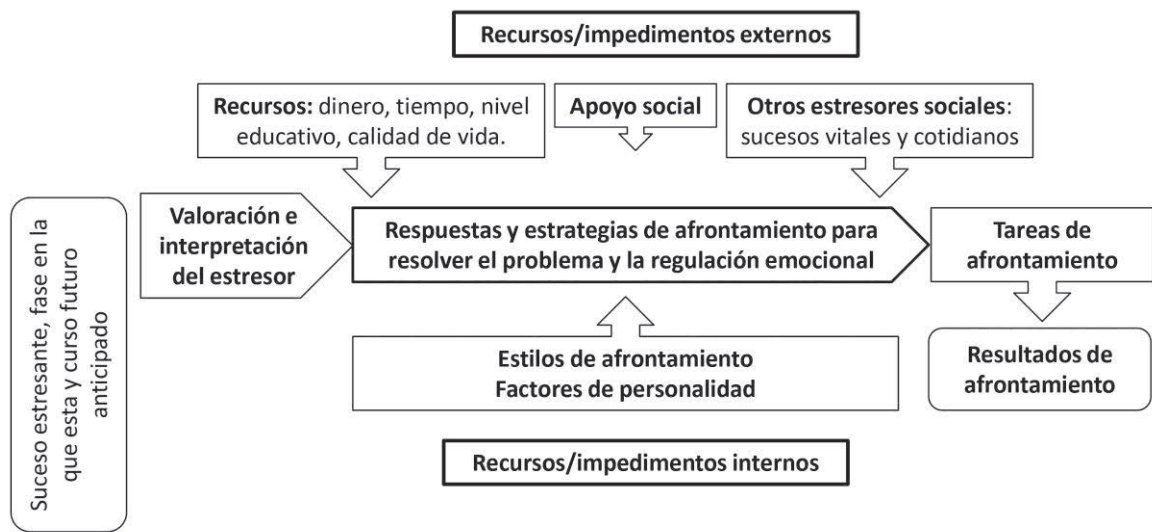 Recursos/impedimentos externos
Recursos: dinero, tiempo, nivel
educativo, calidad de vida.
Apoyo social
Otros estresores sociales:
sucesos vitales y cotidianos
Suceso estresante, fase en la
que esta y curso futuro
anticipado
Valoración e
interpretación
del estresor
Respuestas y estrategias de afrontamiento para
resolver el problema y la regulación emocional
Tareas de
afrontamiento
Estilos de afrontamiento
Factores de personalidad
Resultados de
afrontamiento
Recursos/impedimentos internos